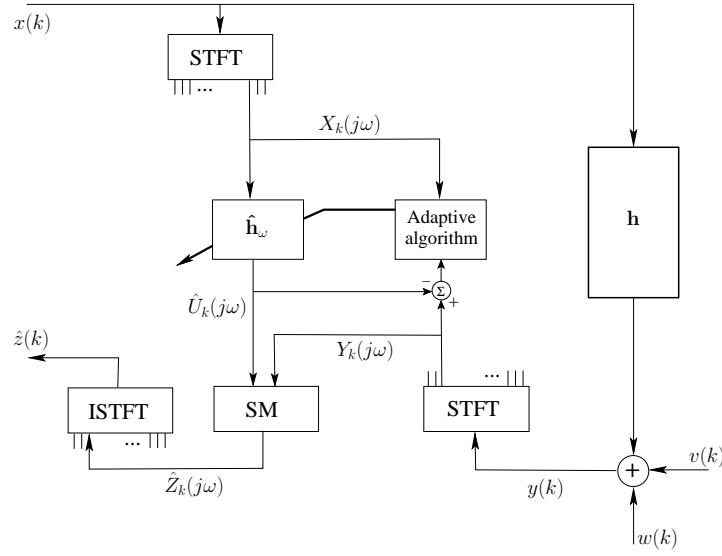 x(k)
STFT
...
X_k(jω)
ĥ_ω
Adaptive
algorithm
h
−
Σ
+
Û_k(jω)
ẑ(k)
Y_k(jω)
...
ISTFT
SM
STFT
...
Ẑ_k(jω)
y(k)
+
v(k)
w(k)